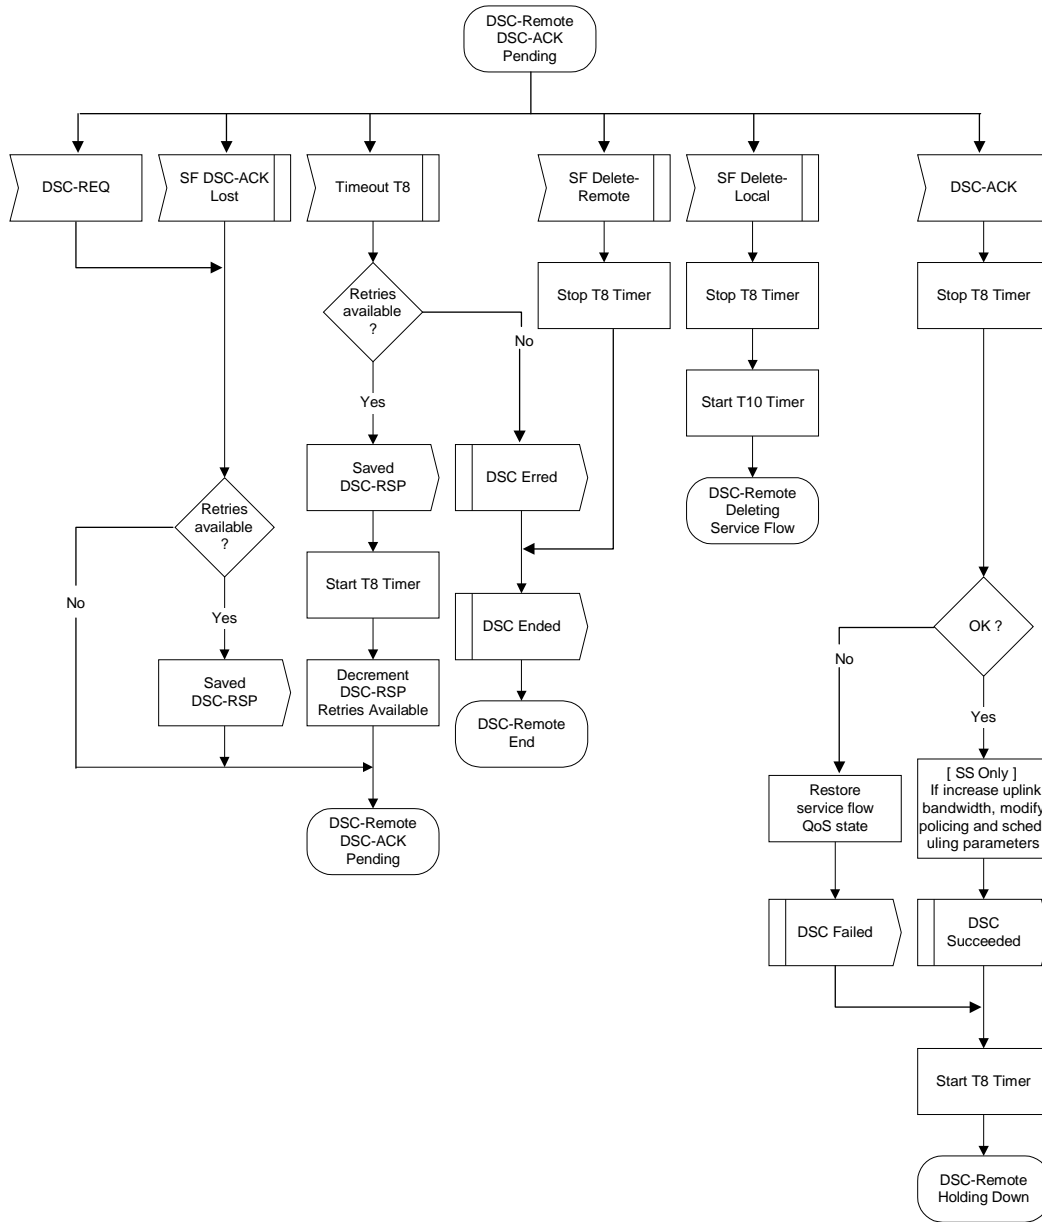 DSC-Remote
DSC-ACK
Pending
DSC-REQ
SF DSC-ACK
Lost
Timeout T8
SF Delete-
Remote
SF Delete-
Local
DSC-ACK
Retries
available
?
Stop T8 Timer
Stop T8 Timer
Stop T8 Timer
No
Yes
Start T10 Timer
Saved
DSC-RSP
DSC Erred
DSC-Remote
Deleting
Service Flow
Retries
available
?
Start T8 Timer
No
Yes
DSC Ended
OK ?
No
Saved
DSC-RSP
Decrement
DSC-RSP
Retries Available
DSC-Remote
End
Yes
Restore
service flow
QoS state
[ SS Only ]
If increase uplink
bandwidth, modify
policing and sched
uling parameters
DSC-Remote
DSC-ACK
Pending
DSC Failed
DSC
Succeeded
Start T8 Timer
DSC-Remote
Holding Down